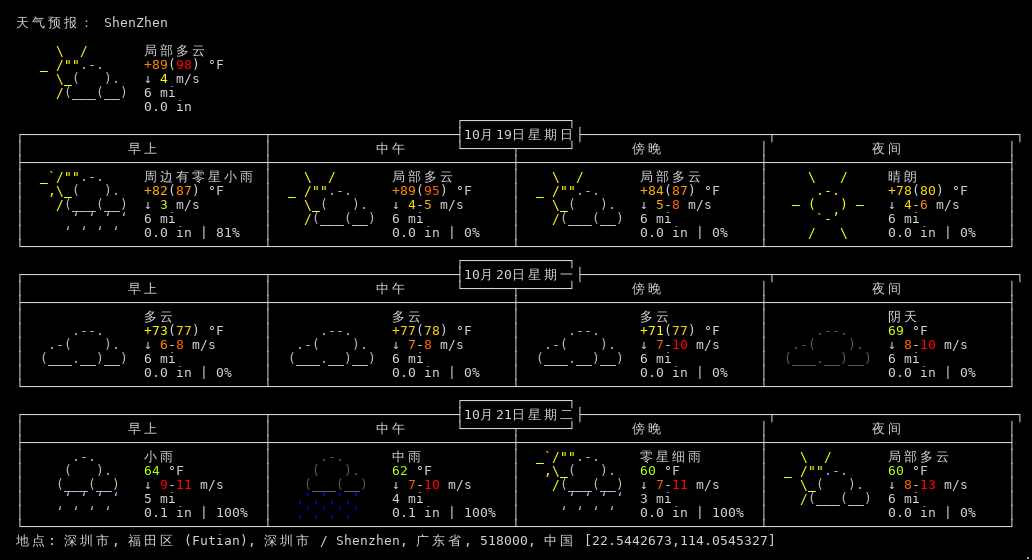 天气预报： ShenZhen
局部多云
+89(98) °F
↓ 4 m/s
6 mi
0.0 in
10月19日星期日
早上 中午 傍晚 夜间
周边有零星小雨 局部多云 局部多云 晴朗
+82(87) °F +89(95) °F +84(87) °F +78(80) °F
↓ 3 m/s ↓ 4-5 m/s ↓ 5-8 m/s ↓ 4-6 m/s
6 mi 6 mi 6 mi 6 mi
0.0 in | 81% 0.0 in | 0% 0.0 in | 0% 0.0 in | 0%
10月20日星期一
早上 中午 傍晚 夜间
多云 多云 多云 阴天
+73(77) °F +77(78) °F +71(77) °F 69 °F
↓ 6-8 m/s ↓ 7-8 m/s ↓ 7-10 m/s ↓ 8-10 m/s
6 mi 6 mi 6 mi 6 mi
0.0 in | 0% 0.0 in | 0% 0.0 in | 0% 0.0 in | 0%
10月21日星期二
早上 中午 傍晚 夜间
小雨 中雨 零星细雨 局部多云
64 °F 62 °F 60 °F 60 °F
↓ 9-11 m/s ↓ 7-10 m/s ↓ 7-11 m/s ↓ 8-13 m/s
5 mi 4 mi 3 mi 6 mi
0.1 in | 100% 0.1 in | 100% 0.0 in | 100% 0.0 in | 0%
地点: 深圳市, 福田区 (Futian), 深圳市 / Shenzhen, 广东省, 518000, 中国 [22.5442673,114.0545327]